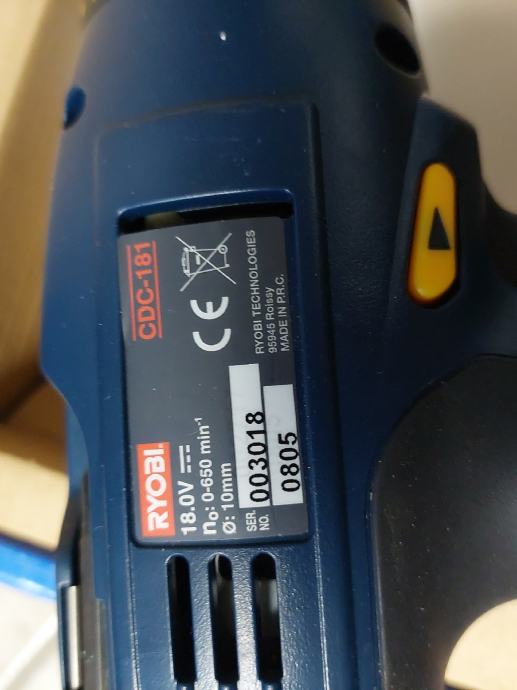 RYOBI
CDC-181
18.0V
n₀: 0-650 min⁻¹
Ø: 10mm
CE
SER. NO.
003018
0805
RYOBI TECHNOLOGIES
95945 Roissy
MADE IN P.R.C.